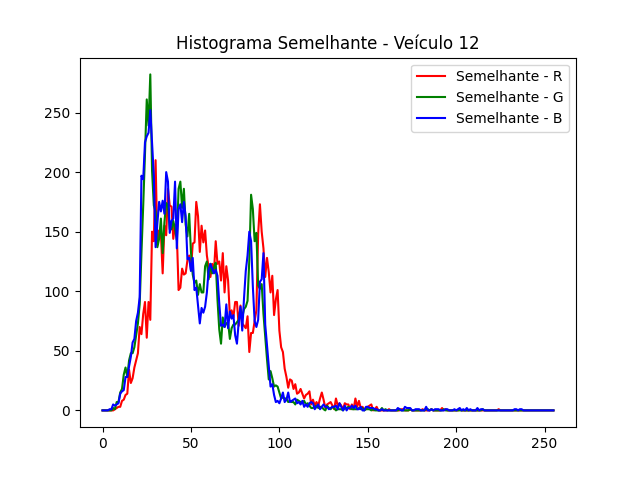 Histograma Semelhante - Veículo 12
Semelhante - R
Semelhante - G
Semelhante - B
250
200
150
100
50
0
0 50 100 150 200 250